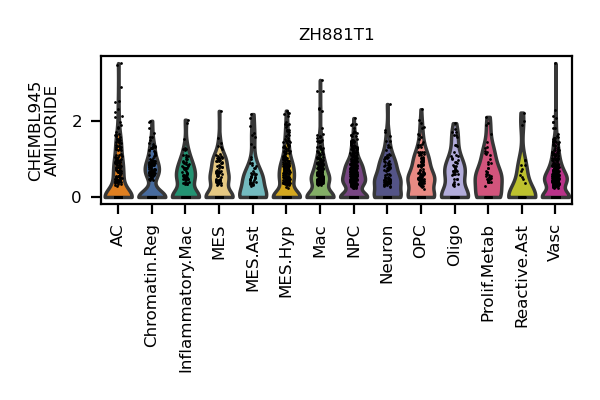 ZH881T1
CHEMBL945
AMILORIDE
2
0
AC
Chromatin.Reg
Inflammatory.Mac
MES
MES.Ast
MES.Hyp
Mac
NPC
Neuron
OPC
Oligo
Prolif.Metab
Reactive.Ast
Vasc